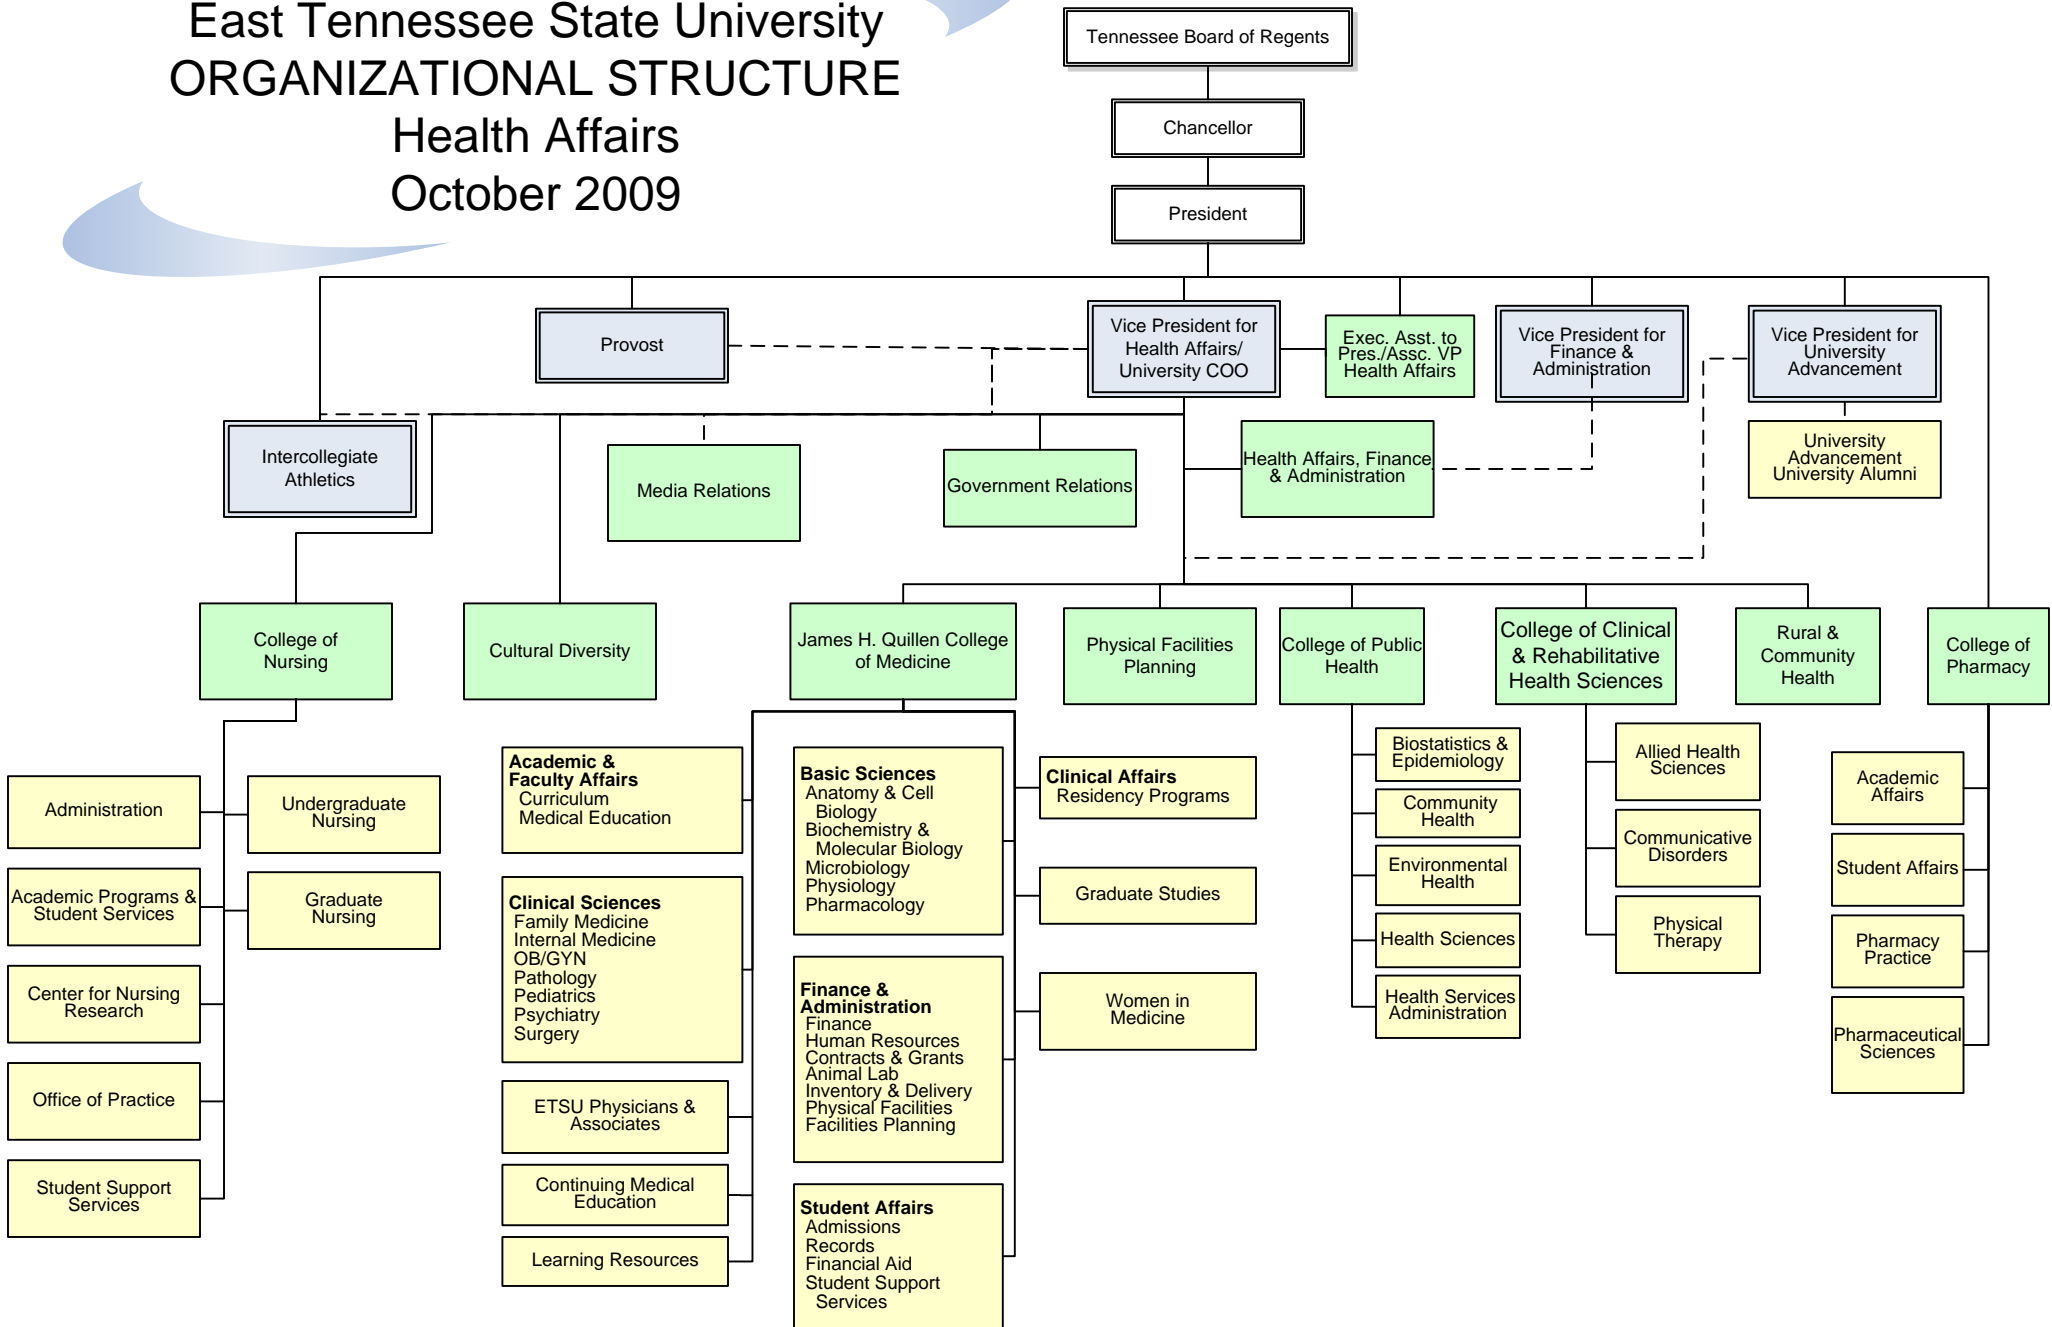 East Tennessee State University
ORGANIZATIONAL STRUCTURE
Health Affairs
October 2009
Tennessee Board of Regents
Chancellor
President
Provost
Vice President for
Health Affairs/
University COO
Exec. Asst. to
Pres./Assc. VP
Health Affairs
Vice President for
Finance &
Administration
Vice President for
University
Advancement
Intercollegiate
Athletics
Media Relations
Government Relations
Health Affairs, Finance
& Administration
University
Advancement
University Alumni
College of
Nursing
Cultural Diversity
James H. Quillen College
of Medicine
Physical Facilities
Planning
College of Public
Health
College of Clinical
& Rehabilitative
Health Sciences
Rural &
Community
Health
College of
Pharmacy
Administration
Undergraduate
Nursing
Academic Programs &
Student Services
Graduate
Nursing
Center for Nursing
Research
Office of Practice
Student Support
Services
Academic &
Faculty Affairs
Curriculum
Medical Education
Clinical Sciences
Family Medicine
Internal Medicine
OB/GYN
Pathology
Pediatrics
Psychiatry
Surgery
ETSU Physicians &
Associates
Continuing Medical
Education
Learning Resources
Basic Sciences
Anatomy & Cell
Biology
Biochemistry &
Molecular Biology
Microbiology
Physiology
Pharmacology
Finance &
Administration
Finance
Human Resources
Contracts & Grants
Animal Lab
Inventory & Delivery
Physical Facilities
Facilities Planning
Student Affairs
Admissions
Records
Financial Aid
Student Support
Services
Clinical Affairs
Residency Programs
Graduate Studies
Women in
Medicine
Biostatistics &
Epidemiology
Community
Health
Environmental
Health
Health Sciences
Health Services
Administration
Allied Health
Sciences
Communicative
Disorders
Physical
Therapy
Academic
Affairs
Student Affairs
Pharmacy
Practice
Pharmaceutical
Sciences